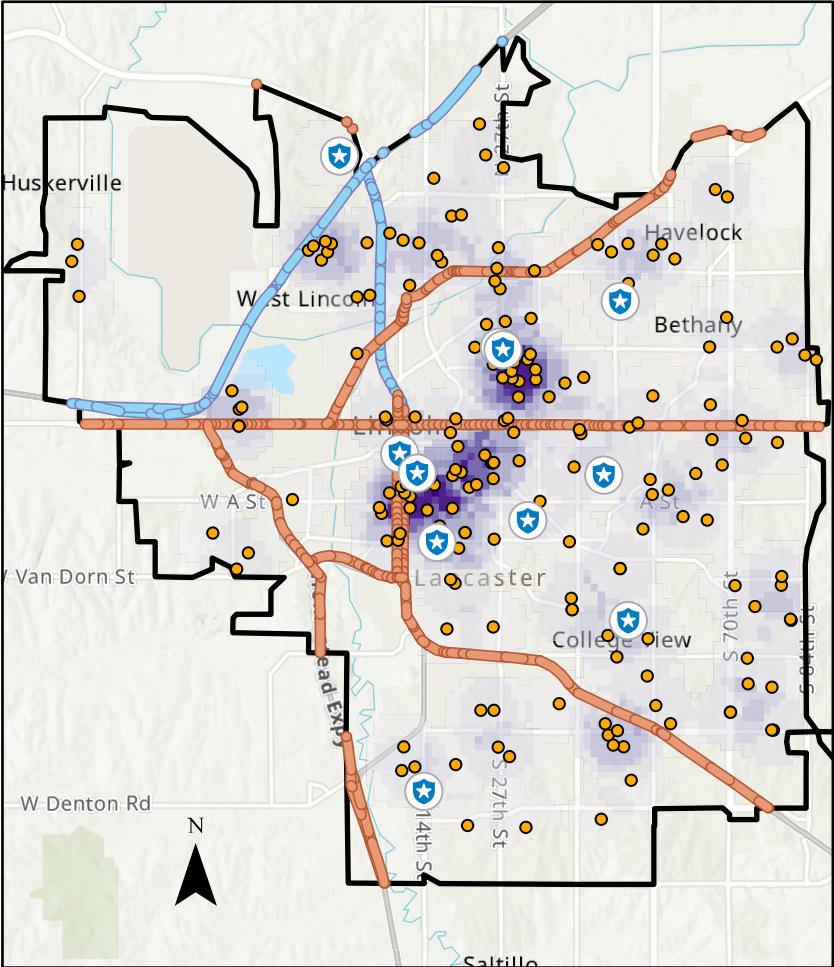 N 27th St
Huskerville
Havelock
West Lincoln
Bethany
Lincoln
W A St
A St
Van Dorn St
Lancaster
S 70th st
College View
S 84th St
ead Expy
S 27th St
W Denton Rd
14th St
N
Saltillo